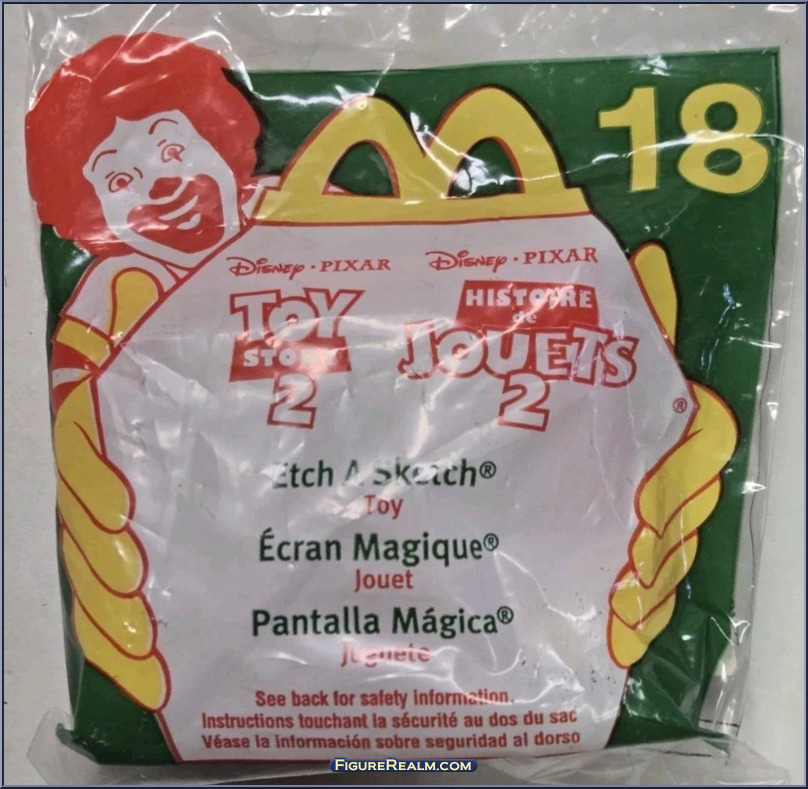 18
Disney · PIXAR
TOY
STORY
2
Disney · PIXAR
HISTOIRE
de
JOUETS
2
®
Etch A Sketch®
Toy
Écran Magique®
Jouet
Pantalla Mágica®
Juguete
See back for safety information.
Instructions touchant la sécurité au dos du sac
Véase la información sobre seguridad al dorso
FIGUREREALM.COM